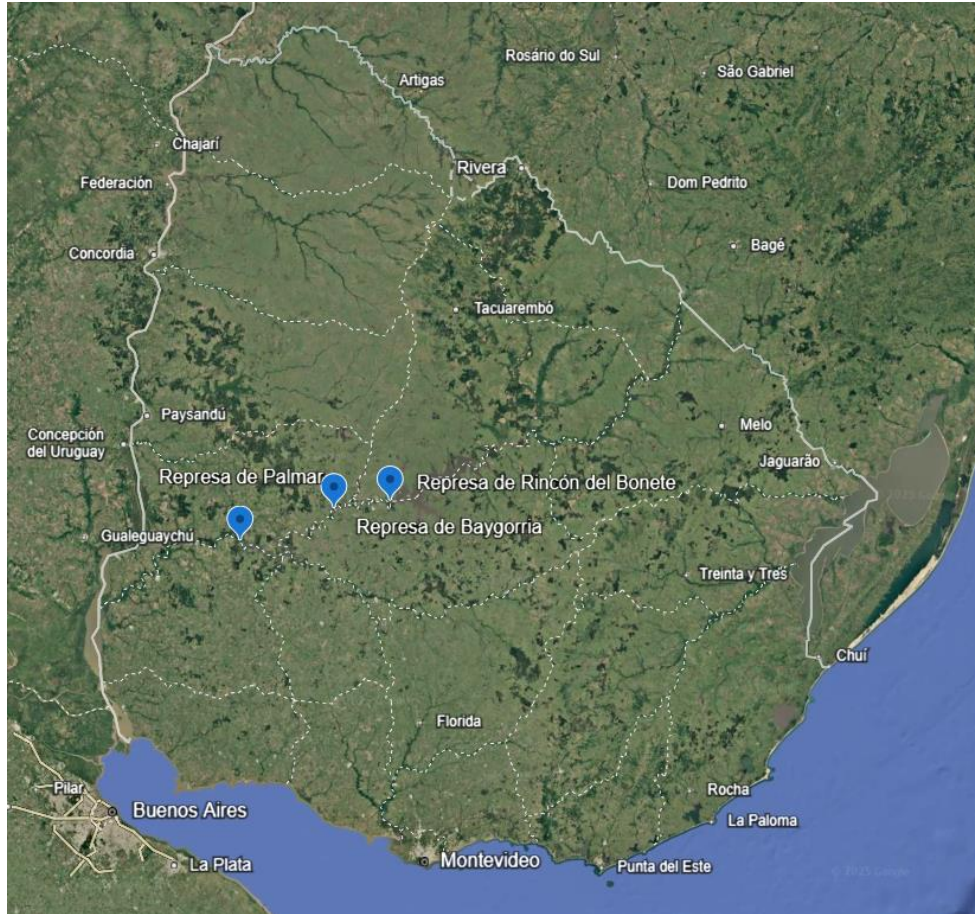 Rosário do Sul
São Gabriel
Artigas
Chajarí
Rivera
Federación
Dom Pedrito
Concordia
Bagé
Tacuarembó
Paysandú
Melo
Concepción
del Uruguay
Jaguarão
Represa de Palmar
Represa de Rincón del Bonete
Represa de Baygorria
Gualeguaychú
Treinta y Tres
Chuí
Florida
Pilar
Rocha
Buenos Aires
La Paloma
La Plata
Montevideo
Punta del Este
© 2025 Google